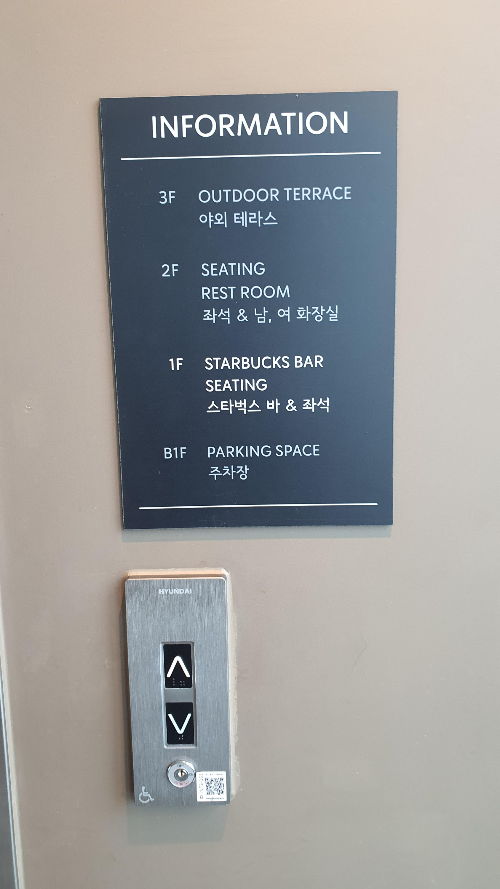 INFORMATION
3F OUTDOOR TERRACE
야외 테라스
2F SEATING
REST ROOM
좌석 & 남, 여 화장실
1F STARBUCKS BAR
SEATING
스타벅스 바 & 좌석
B1F PARKING SPACE
주차장
HYUNDAI